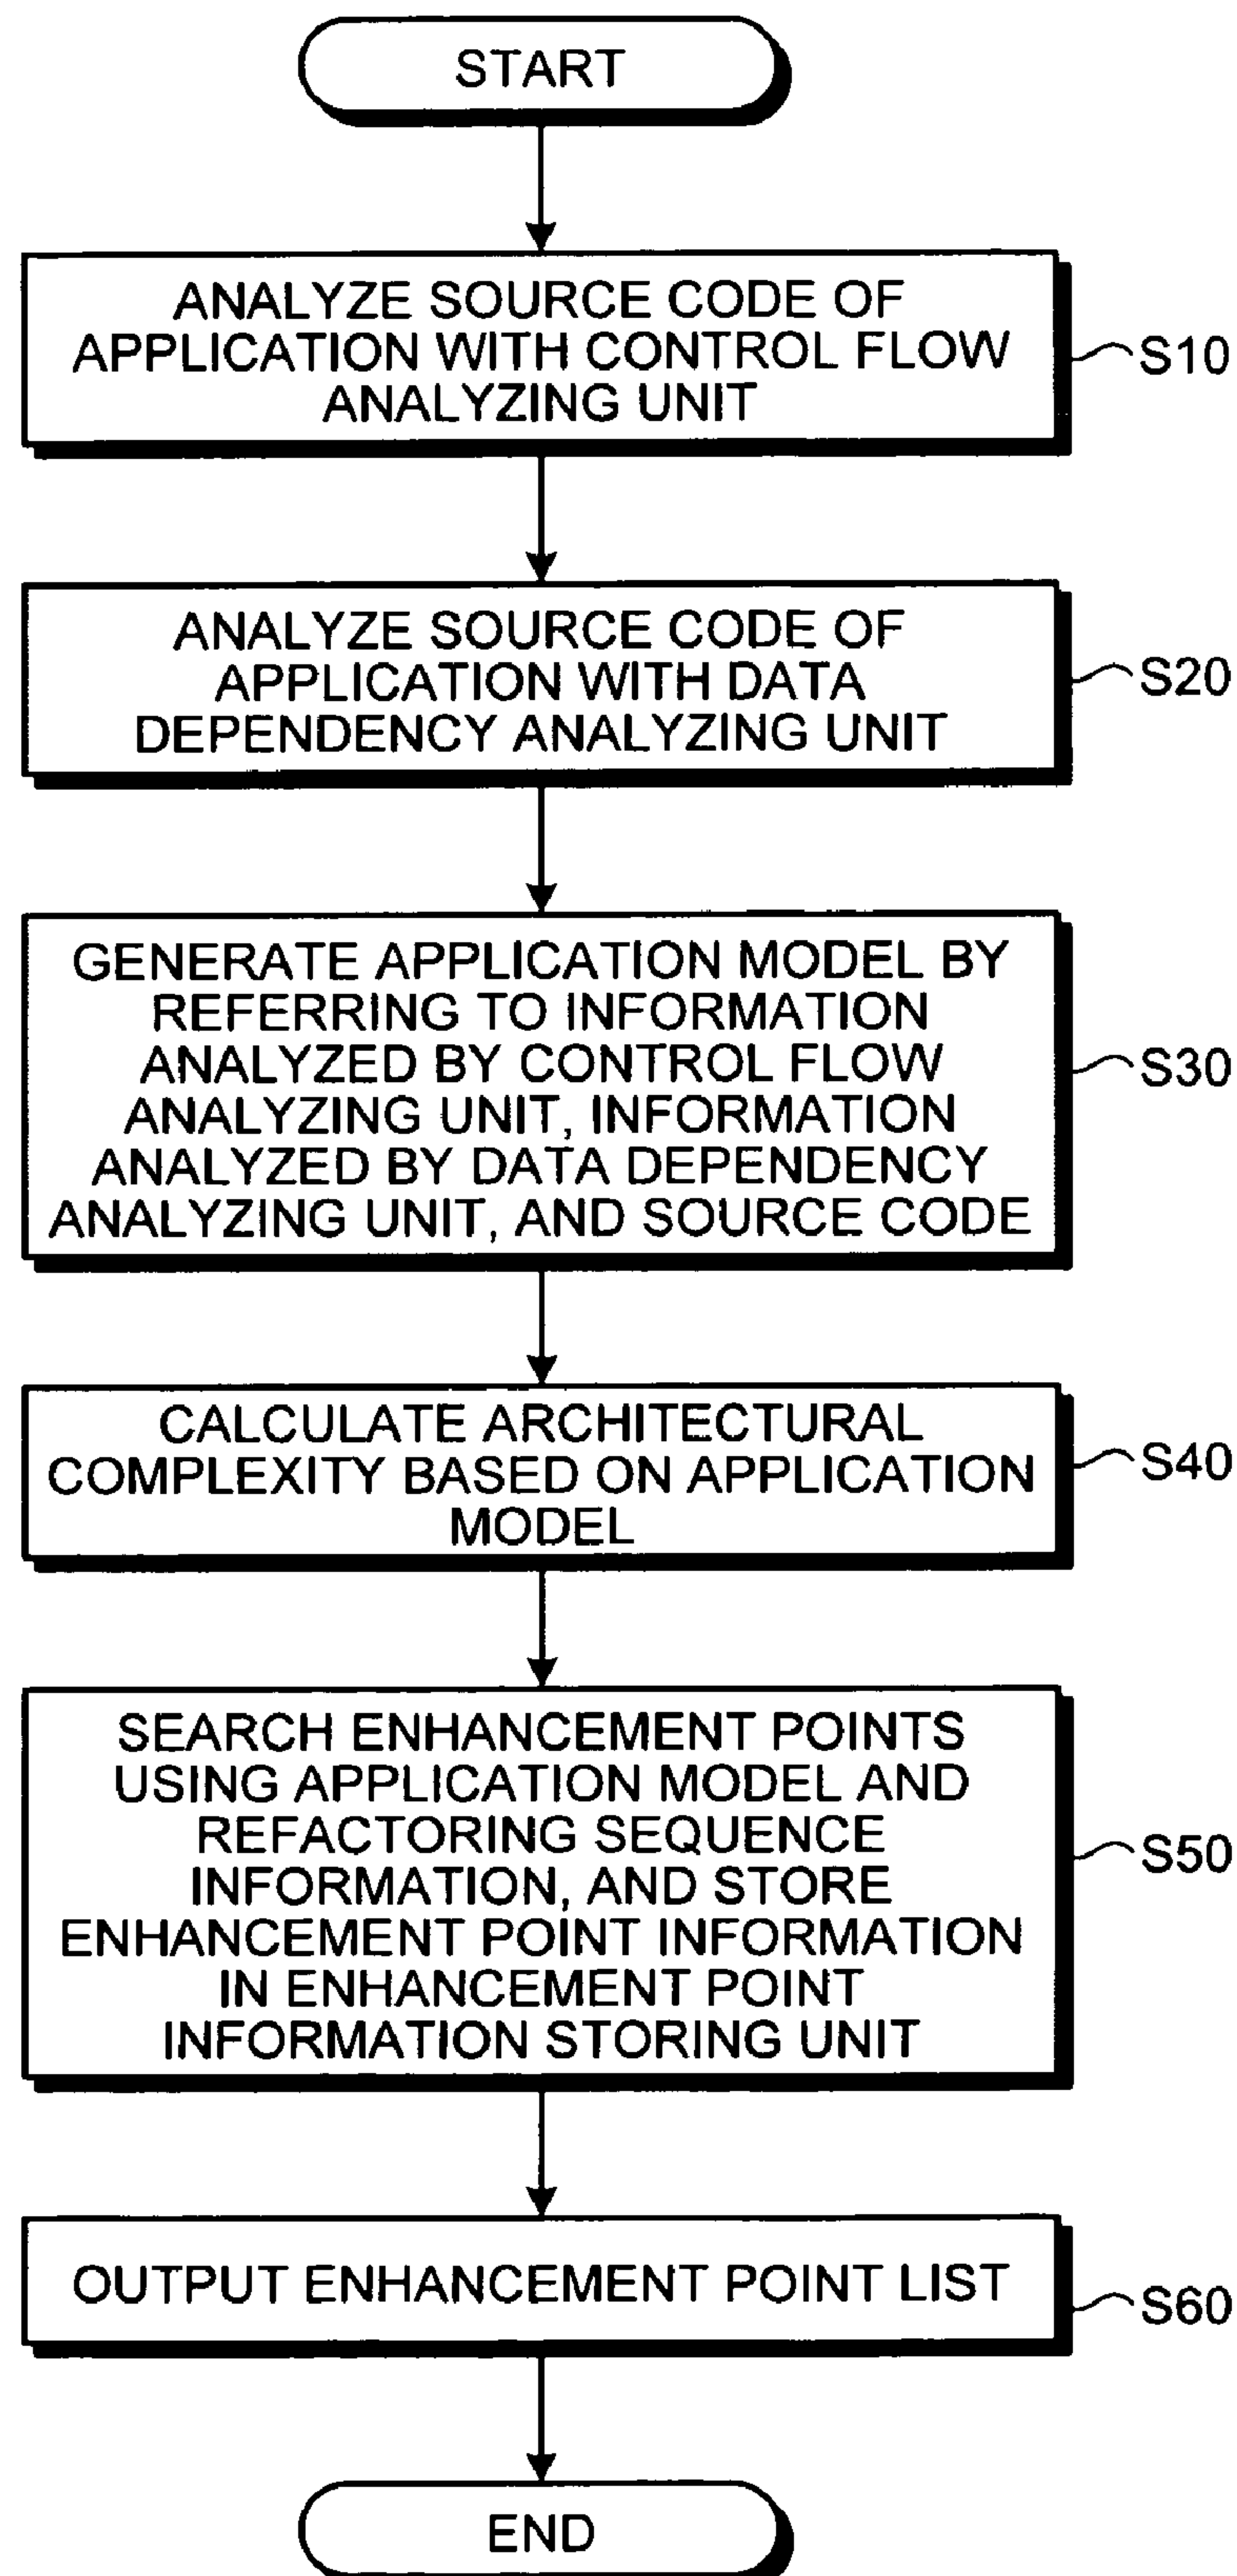 START
ANALYZE SOURCE CODE OF
APPLICATION WITH CONTROL FLOW
ANALYZING UNIT
S10
ANALYZE SOURCE CODE OF
APPLICATION WITH DATA
DEPENDENCY ANALYZING UNIT
S20
GENERATE APPLICATION MODEL BY
REFERRING TO INFORMATION
ANALYZED BY CONTROL FLOW
ANALYZING UNIT, INFORMATION
ANALYZED BY DATA DEPENDENCY
ANALYZING UNIT, AND SOURCE CODE
S30
CALCULATE ARCHITECTURAL
COMPLEXITY BASED ON APPLICATION
MODEL
S40
SEARCH ENHANCEMENT POINTS
USING APPLICATION MODEL AND
REFACTORING SEQUENCE
INFORMATION, AND STORE
ENHANCEMENT POINT INFORMATION
IN ENHANCEMENT POINT
INFORMATION STORING UNIT
S50
OUTPUT ENHANCEMENT POINT LIST
S60
END